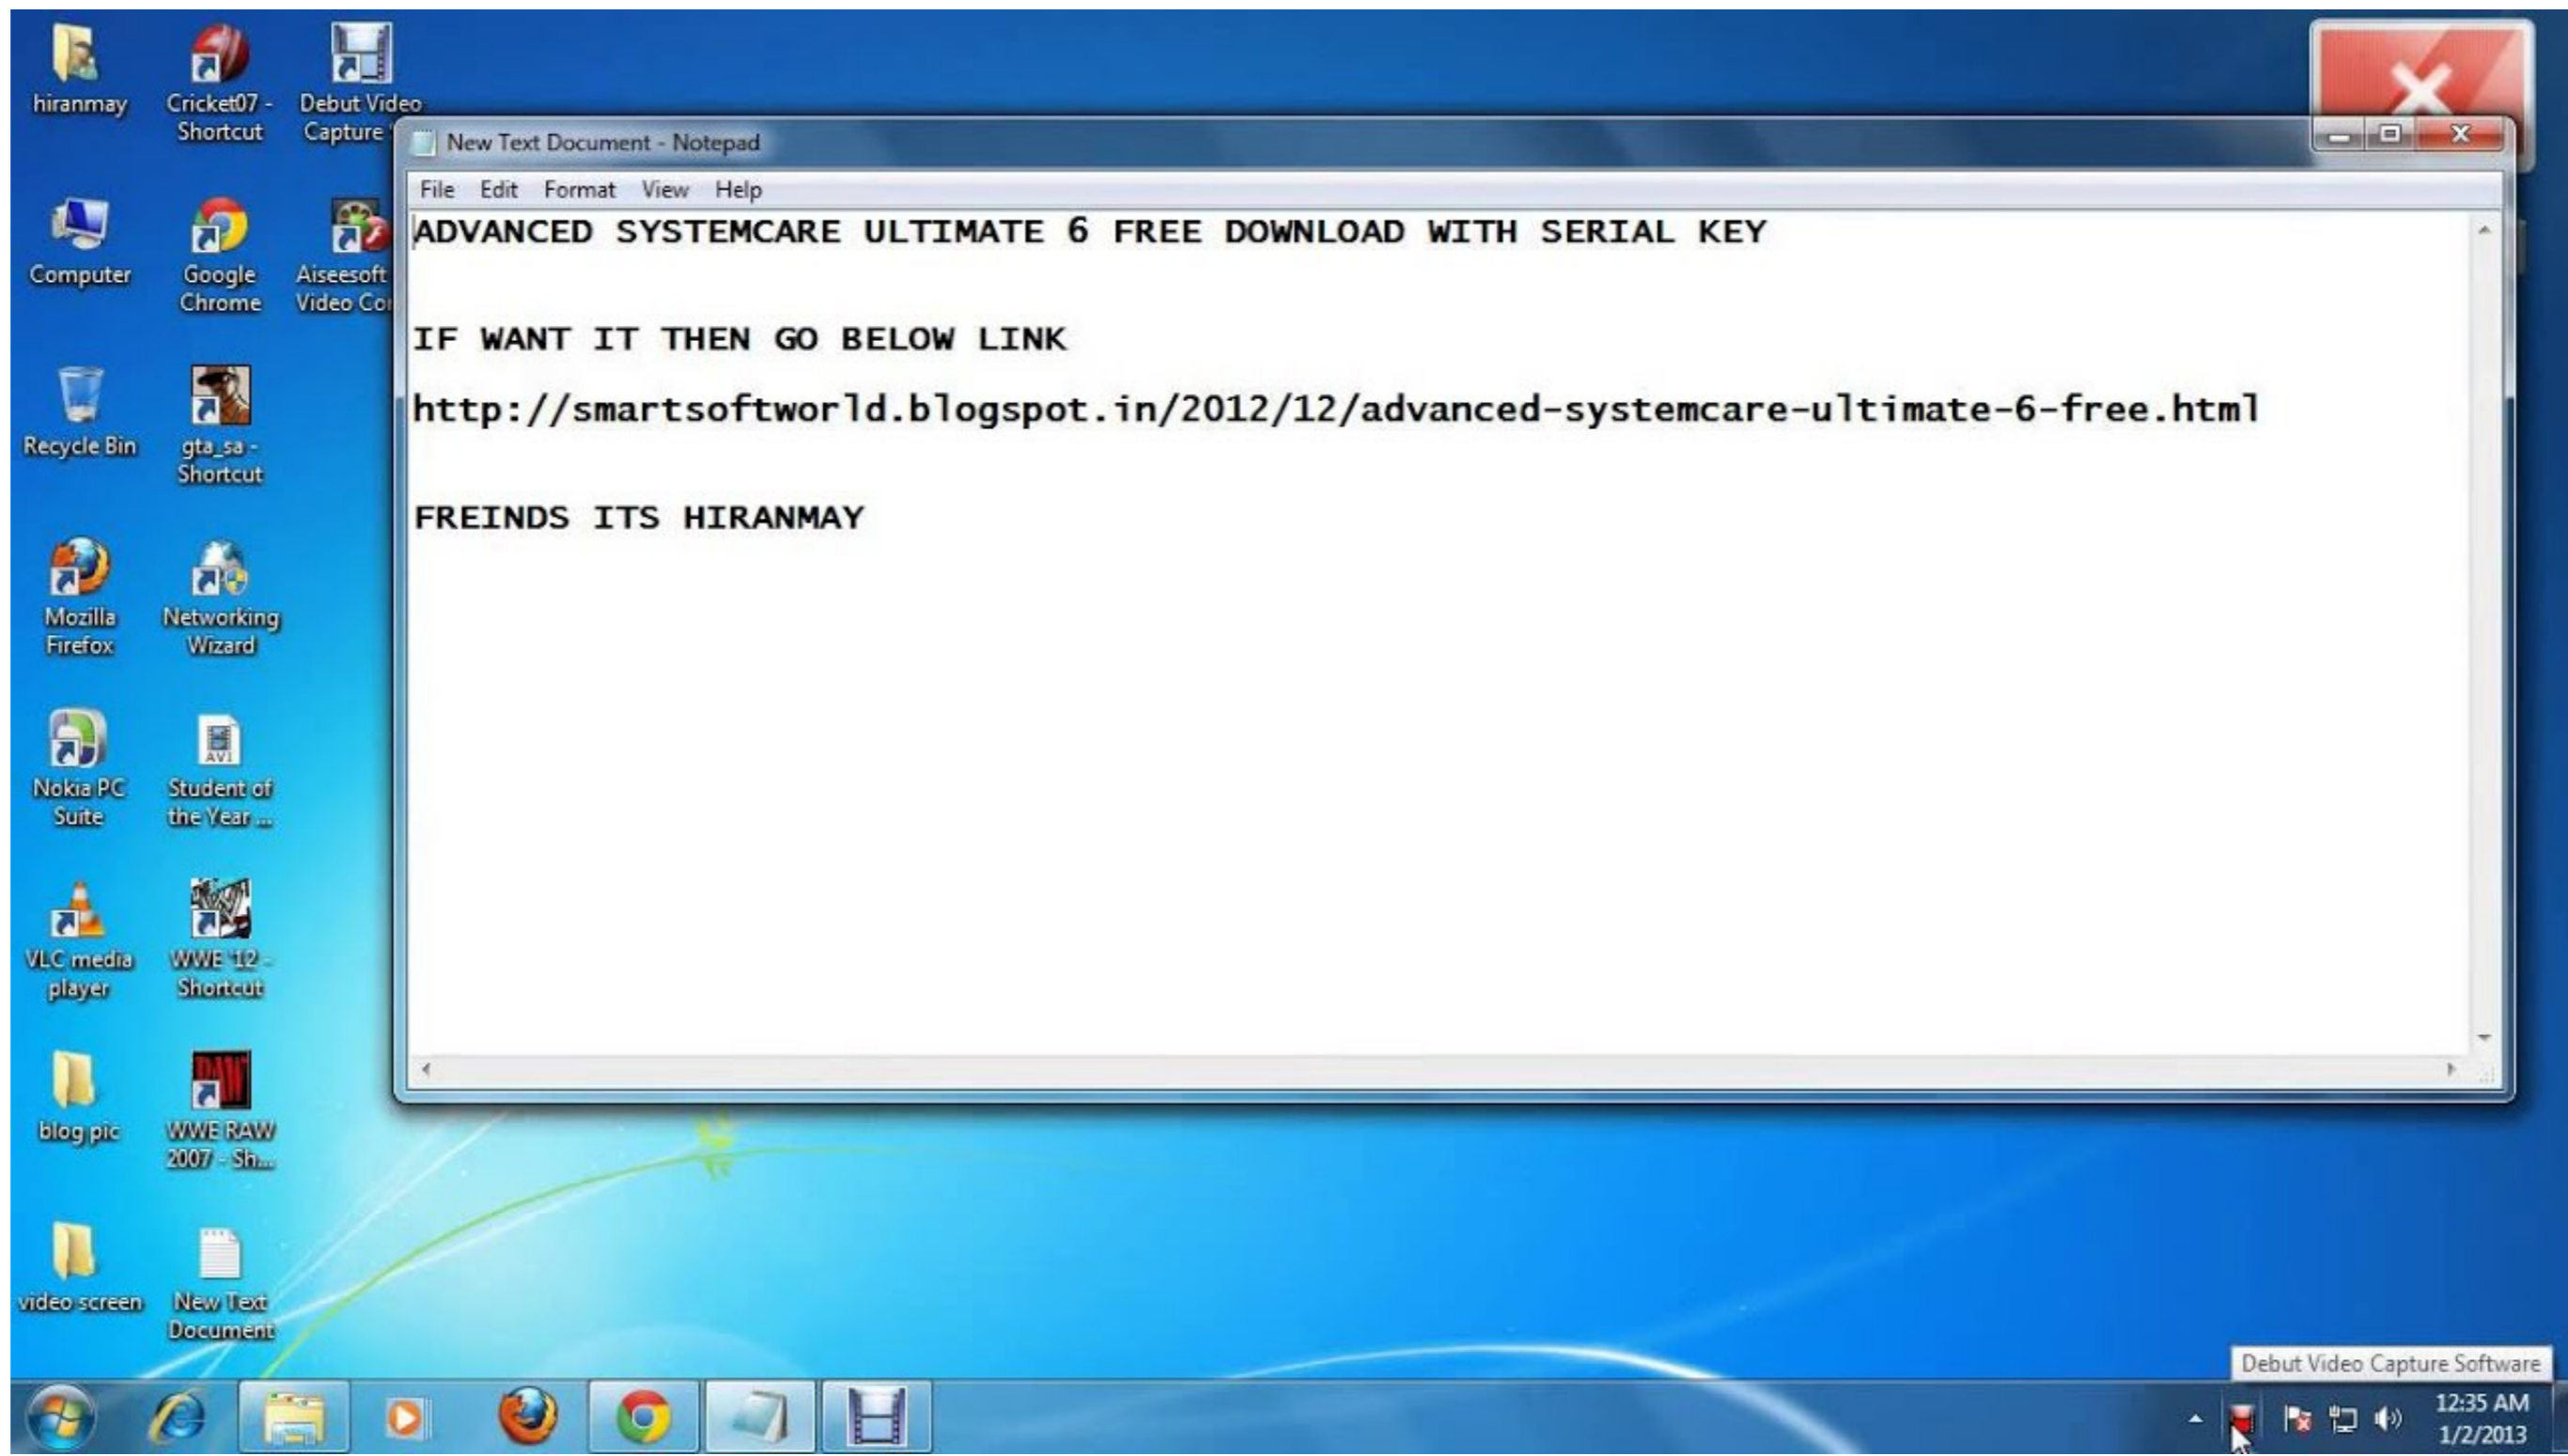 hiranmay
Cricket07 -
Shortcut
Debut Video
Capture
Computer
Google
Chrome
Aiseesoft
Video
Recycle Bin
gta_sa -
Shortcut
Mozilla
Firefox
Networking
Wizard
Nokia PC
Suite
AVI
Student of
the Year ...
VLC media
player
WWE '12 -
Shortcut
blog pic
RAW
WWE RAW
2007 - Sh...
video screen
New Text
Document
New Text Document - Notepad
File Edit Format View Help
ADVANCED SYSTEMCARE ULTIMATE 6 FREE DOWNLOAD WITH SERIAL KEY
IF WANT IT THEN GO BELOW LINK
http://smartsoftworld.blogspot.in/2012/12/advanced-systemcare-ultimate-6-free.html
FREINDS ITS HIRANMAY
Debut Video Capture Software
12:35 AM
1/2/2013